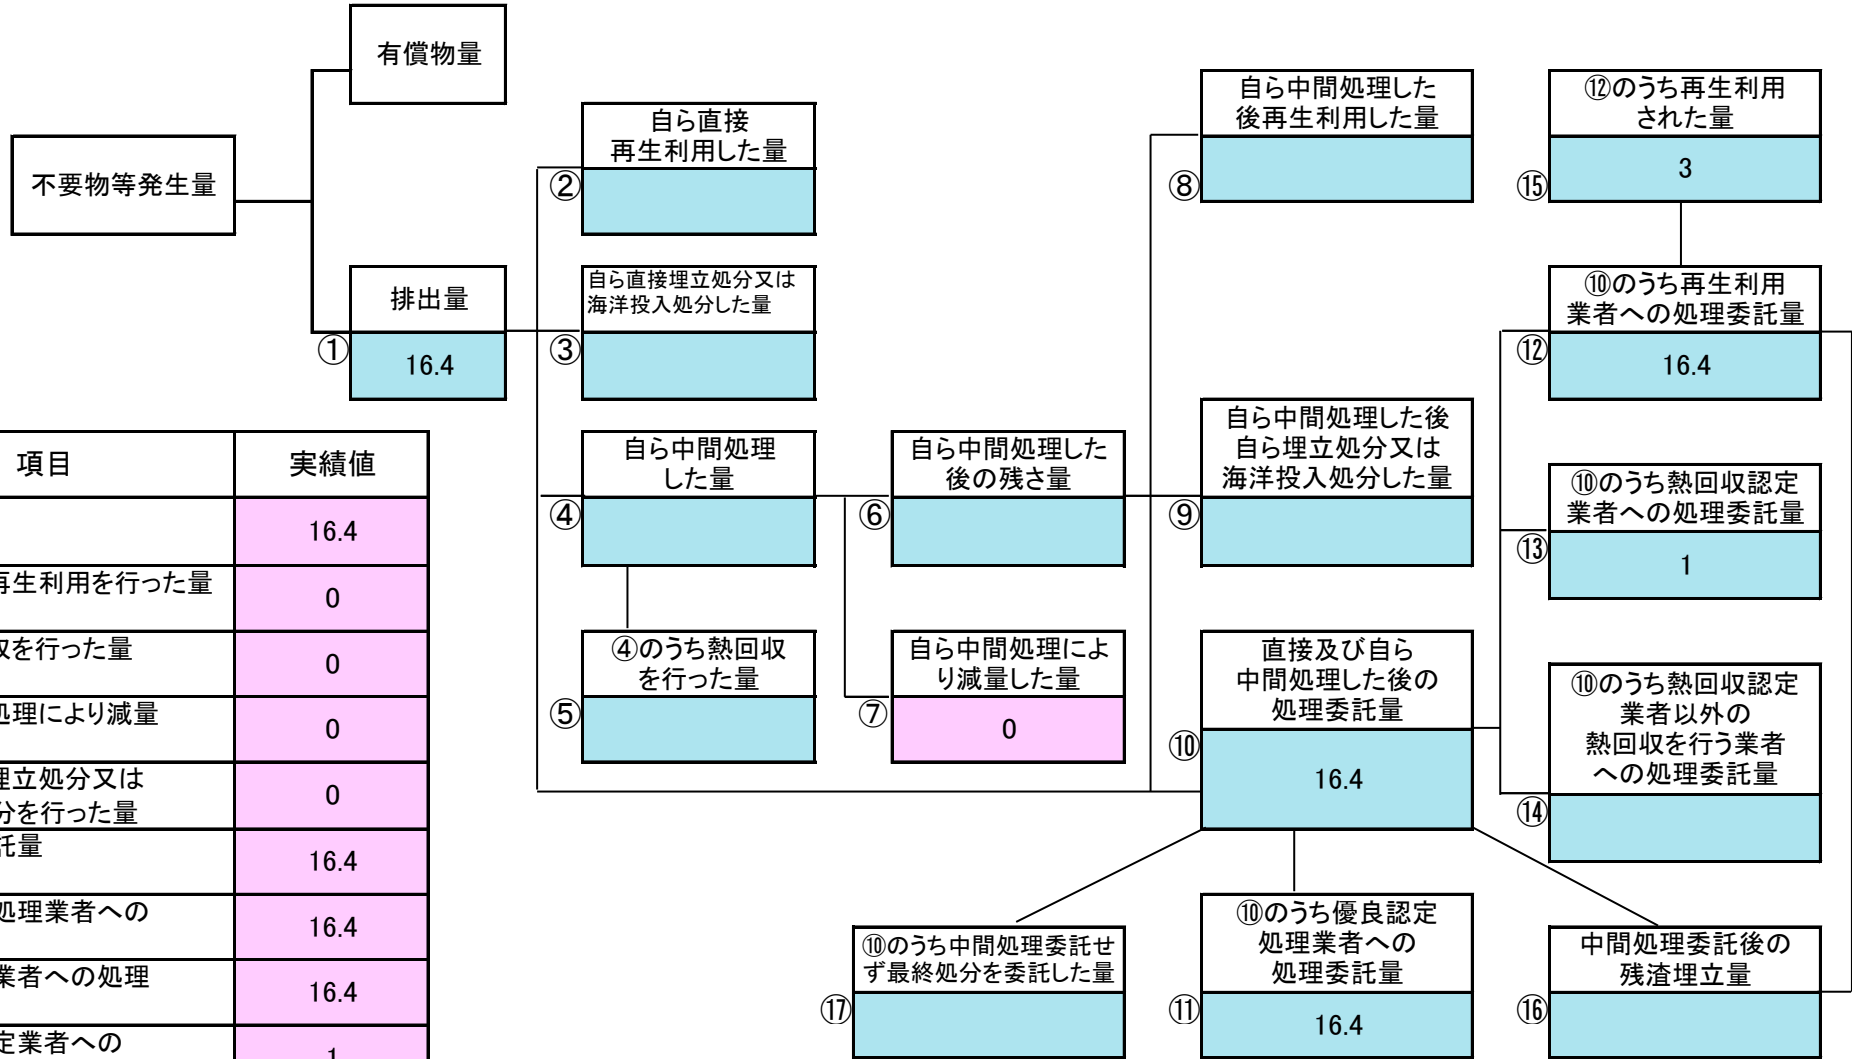 有償物量
不要物等発生量
排出量
①
16.4
自ら直接
再生利用した量
②
自ら直接埋立処分又は
海洋投入処分した量
③
自ら中間処理
した量
④
④のうち熱回収
を行った量
⑤
自ら中間処理した
後の残さ量
⑥
自ら中間処理によ
り減量した量
⑦
0
自ら中間処理した
後再生利用した量
⑧
自ら中間処理した後
自ら埋立処分又は
海洋投入処分した量
⑨
直接及び自ら
中間処理した後の
処理委託量
⑩
16.4
⑫のうち再生利用
された量
⑮
3
⑩のうち再生利用
業者への処理委託量
⑫
16.4
⑩のうち熱回収認定
業者への処理委託量
⑬
1
⑩のうち熱回収認定
業者以外の
熱回収を行う業者
への処理委託量
⑭
⑩のうち中間処理委託せ
ず最終処分を委託した量
⑰
⑩のうち優良認定
処理業者への
処理委託量
⑪
16.4
中間処理委託後の
残渣埋立量
⑯
項目 実績値
16.4
再生利用を行った量 0
を行った量 0
処理により減量 0
埋立処分又は
分を行った量 0
託量 16.4
処理業者への 16.4
業者への処理 16.4
定業者への 1